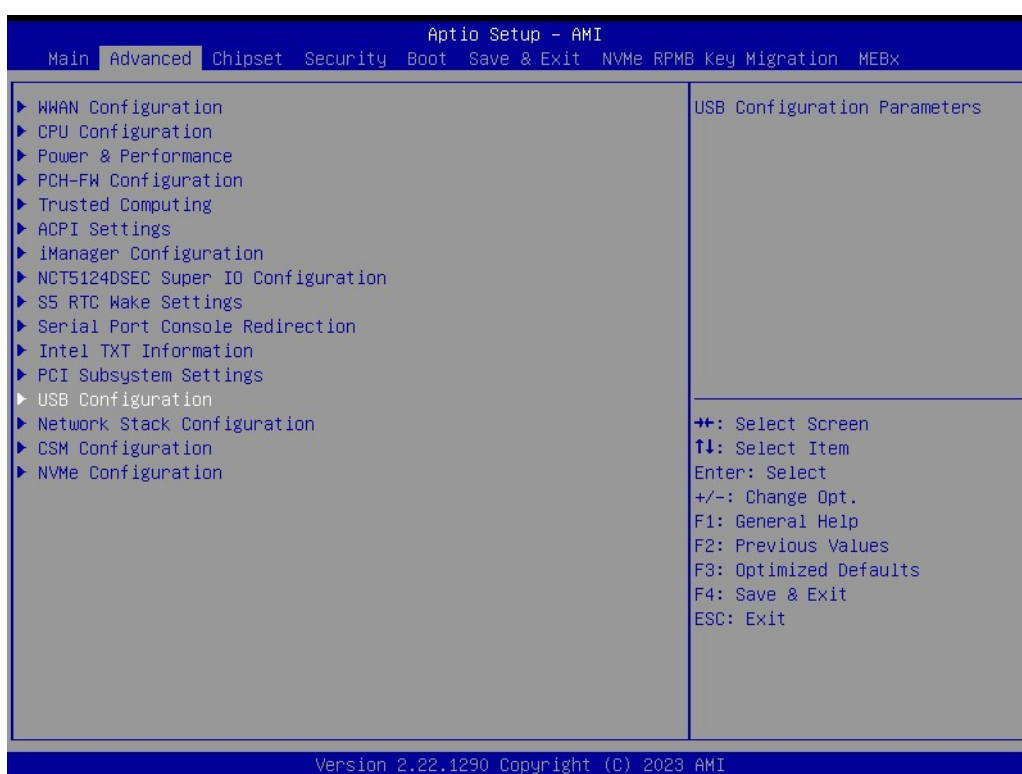 Aptio Setup – AMI
Main Advanced Chipset Security Boot Save & Exit NVMe RPMB Key Migration MEBx
▶ WWAN Configuration
▶ CPU Configuration
▶ Power & Performance
▶ PCH-FW Configuration
▶ Trusted Computing
▶ ACPI Settings
▶ iManager Configuration
▶ NCT5124DSEC Super IO Configuration
▶ S5 RTC Wake Settings
▶ Serial Port Console Redirection
▶ Intel TXT Information
▶ PCI Subsystem Settings
▶ USB Configuration
▶ Network Stack Configuration
▶ CSM Configuration
▶ NVMe Configuration
USB Configuration Parameters
→←: Select Screen
↑↓: Select Item
Enter: Select
+/-: Change Opt.
F1: General Help
F2: Previous Values
F3: Optimized Defaults
F4: Save & Exit
ESC: Exit
Version 2.22.1290 Copyright (C) 2023 AMI